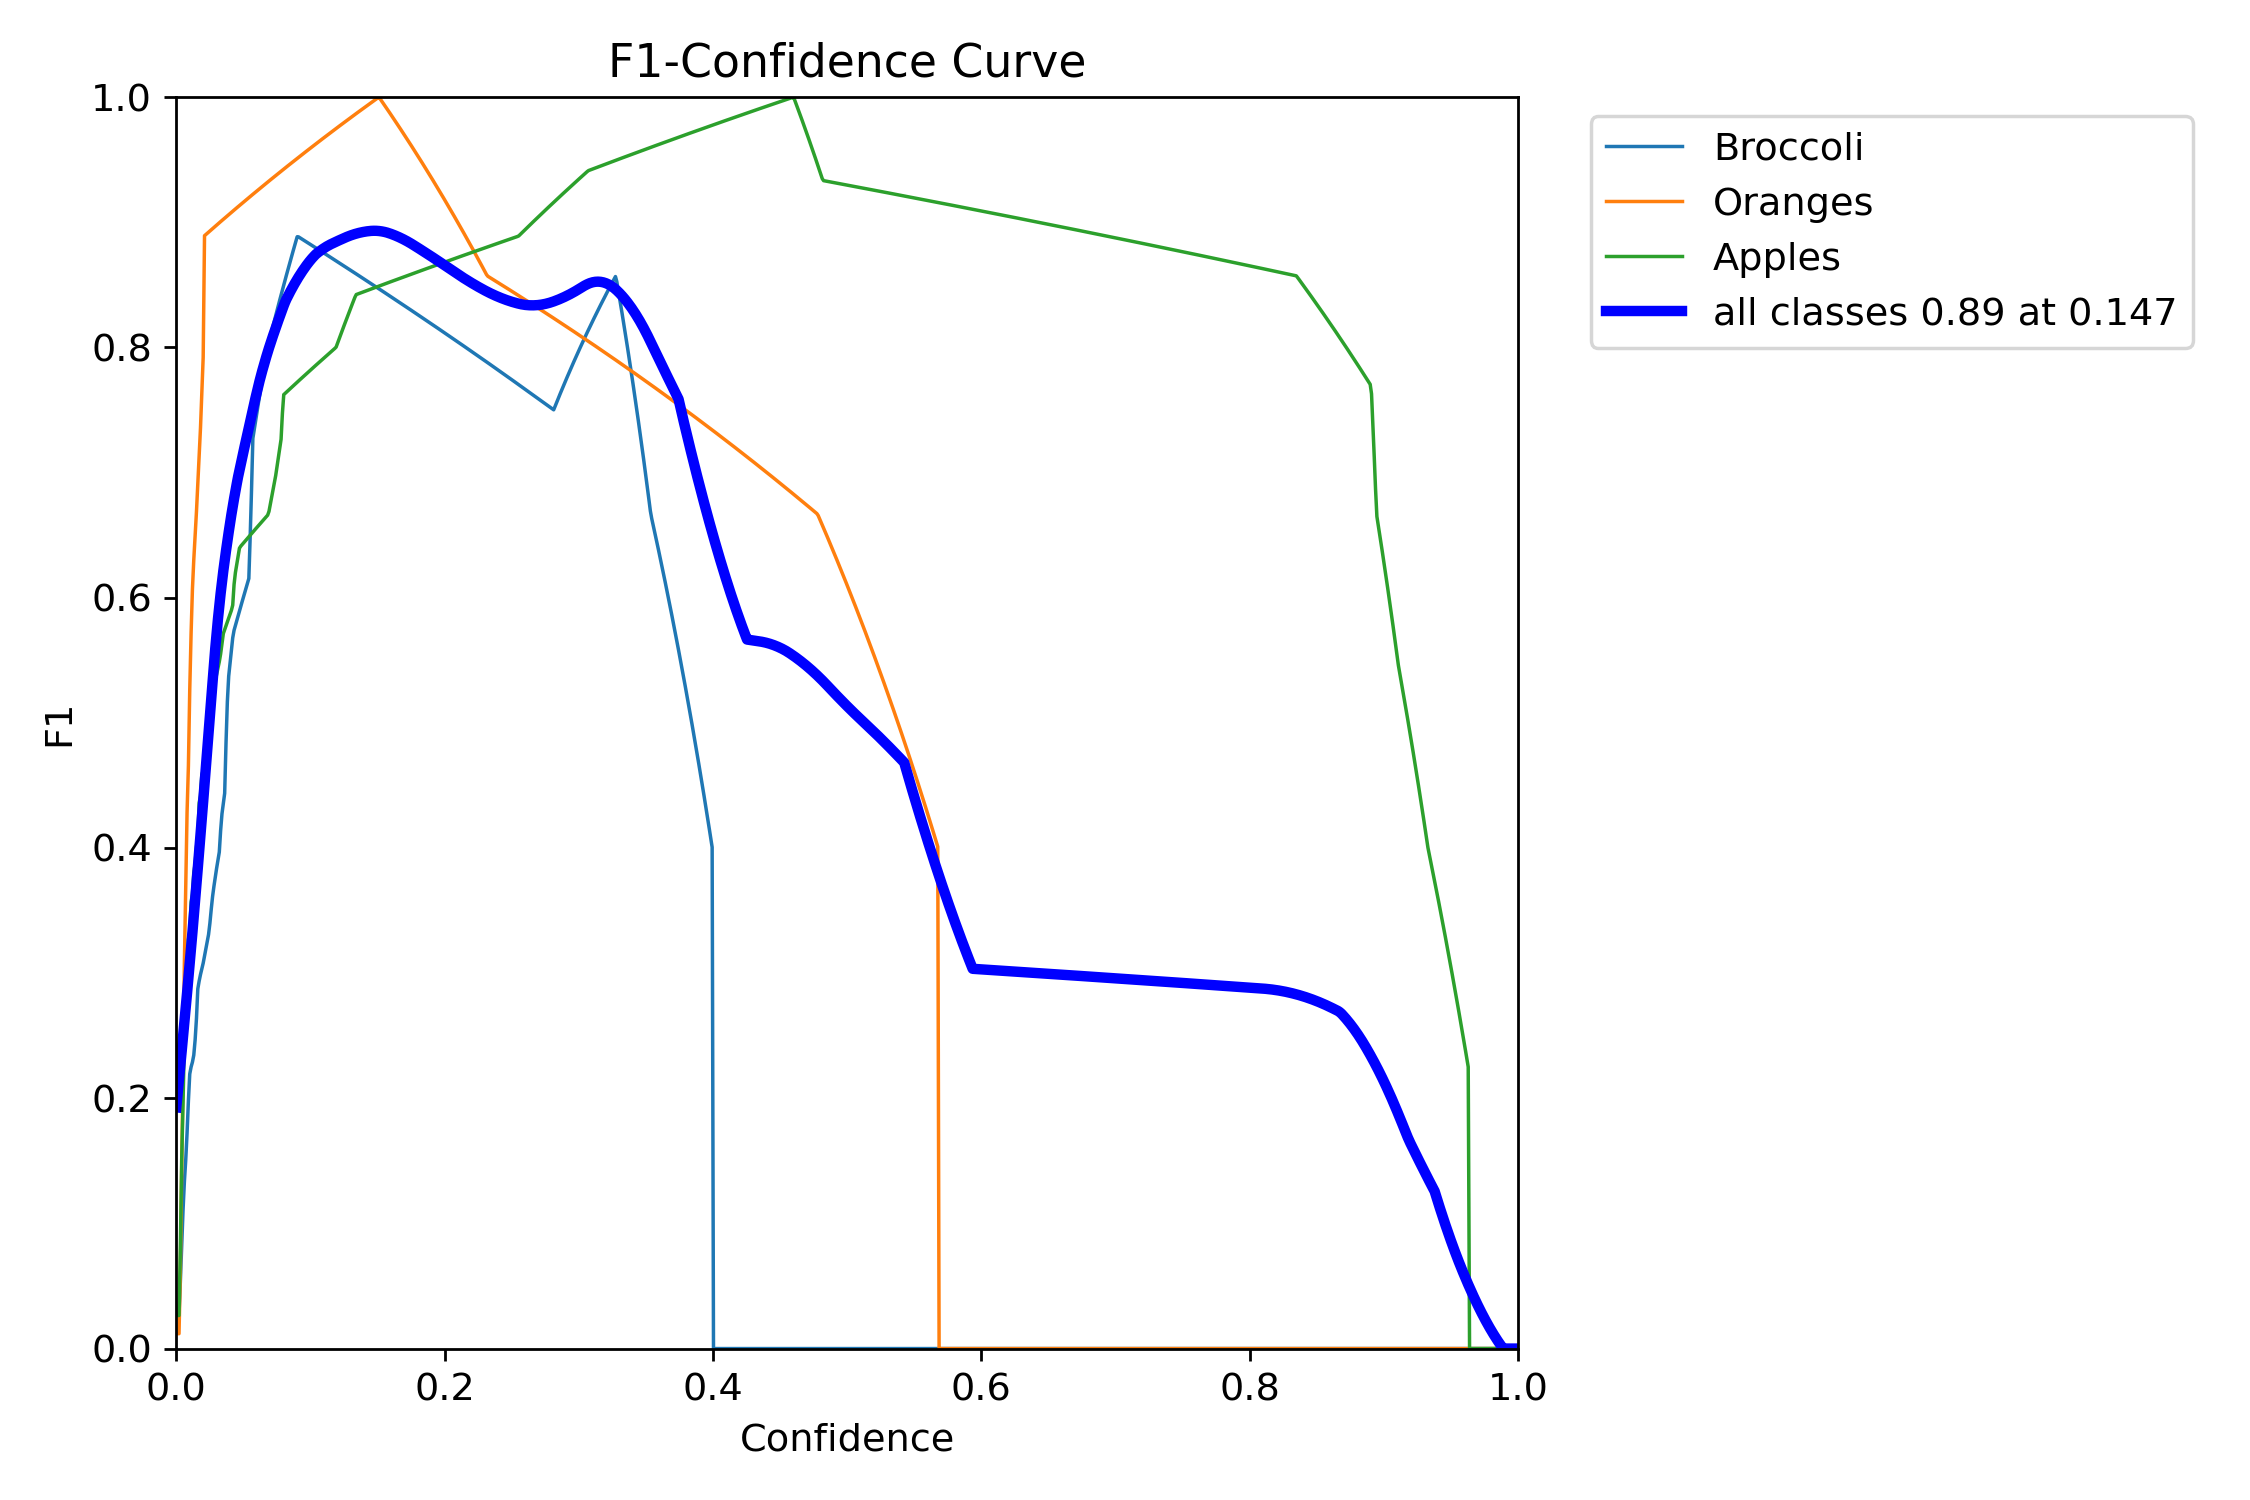 F1-Confidence Curve
1.0
0.8
0.6
0.4
0.2
0.0
F1
0.0 0.2 0.4 0.6 0.8 1.0
Confidence
Broccoli
Oranges
Apples
all classes 0.89 at 0.147